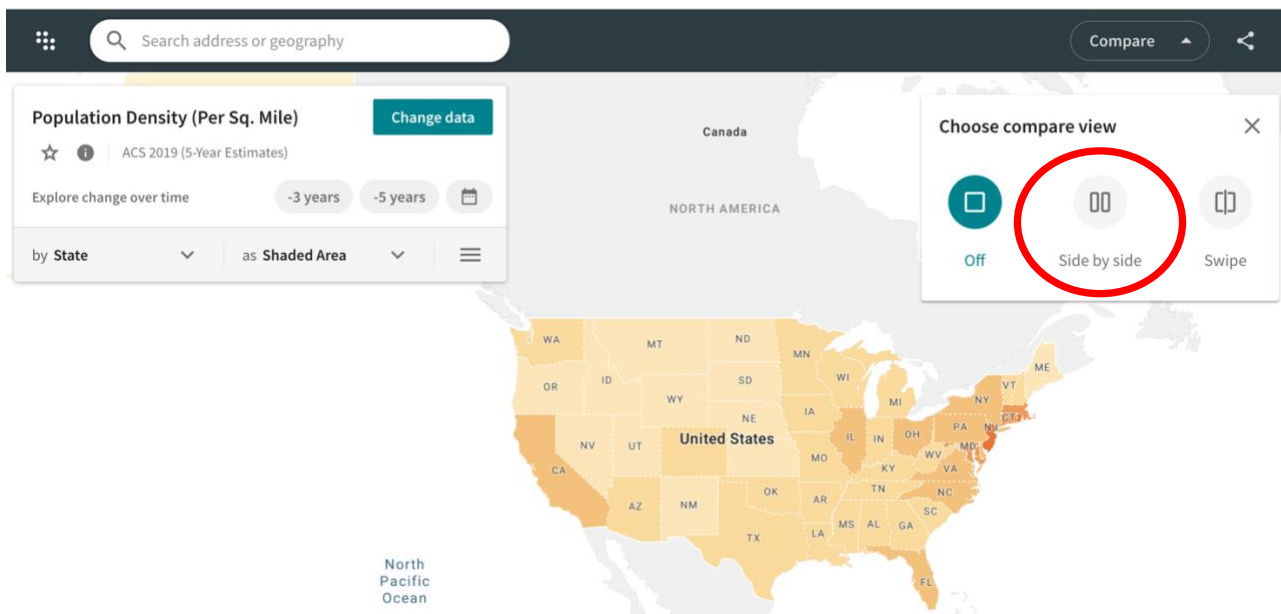 Search address or geography
Compare
Population Density (Per Sq. Mile)
Change data
ACS 2019 (5-Year Estimates)
Explore change over time
-3 years
-5 years
by State
as Shaded Area
Choose compare view
Off
Side by side
Swipe
Canada
NORTH AMERICA
WA
MT
ND
MN
ME
OR
ID
SD
WI
VT
WY
MI
NY
NE
IA
CT
United States
PA
NJ
NV
UT
IL
IN
OH
MD
MO
WV
CA
KY
VA
OK
TN
NC
AZ
NM
AR
SC
MS
AL
GA
TX
LA
FL
North
Pacific
Ocean